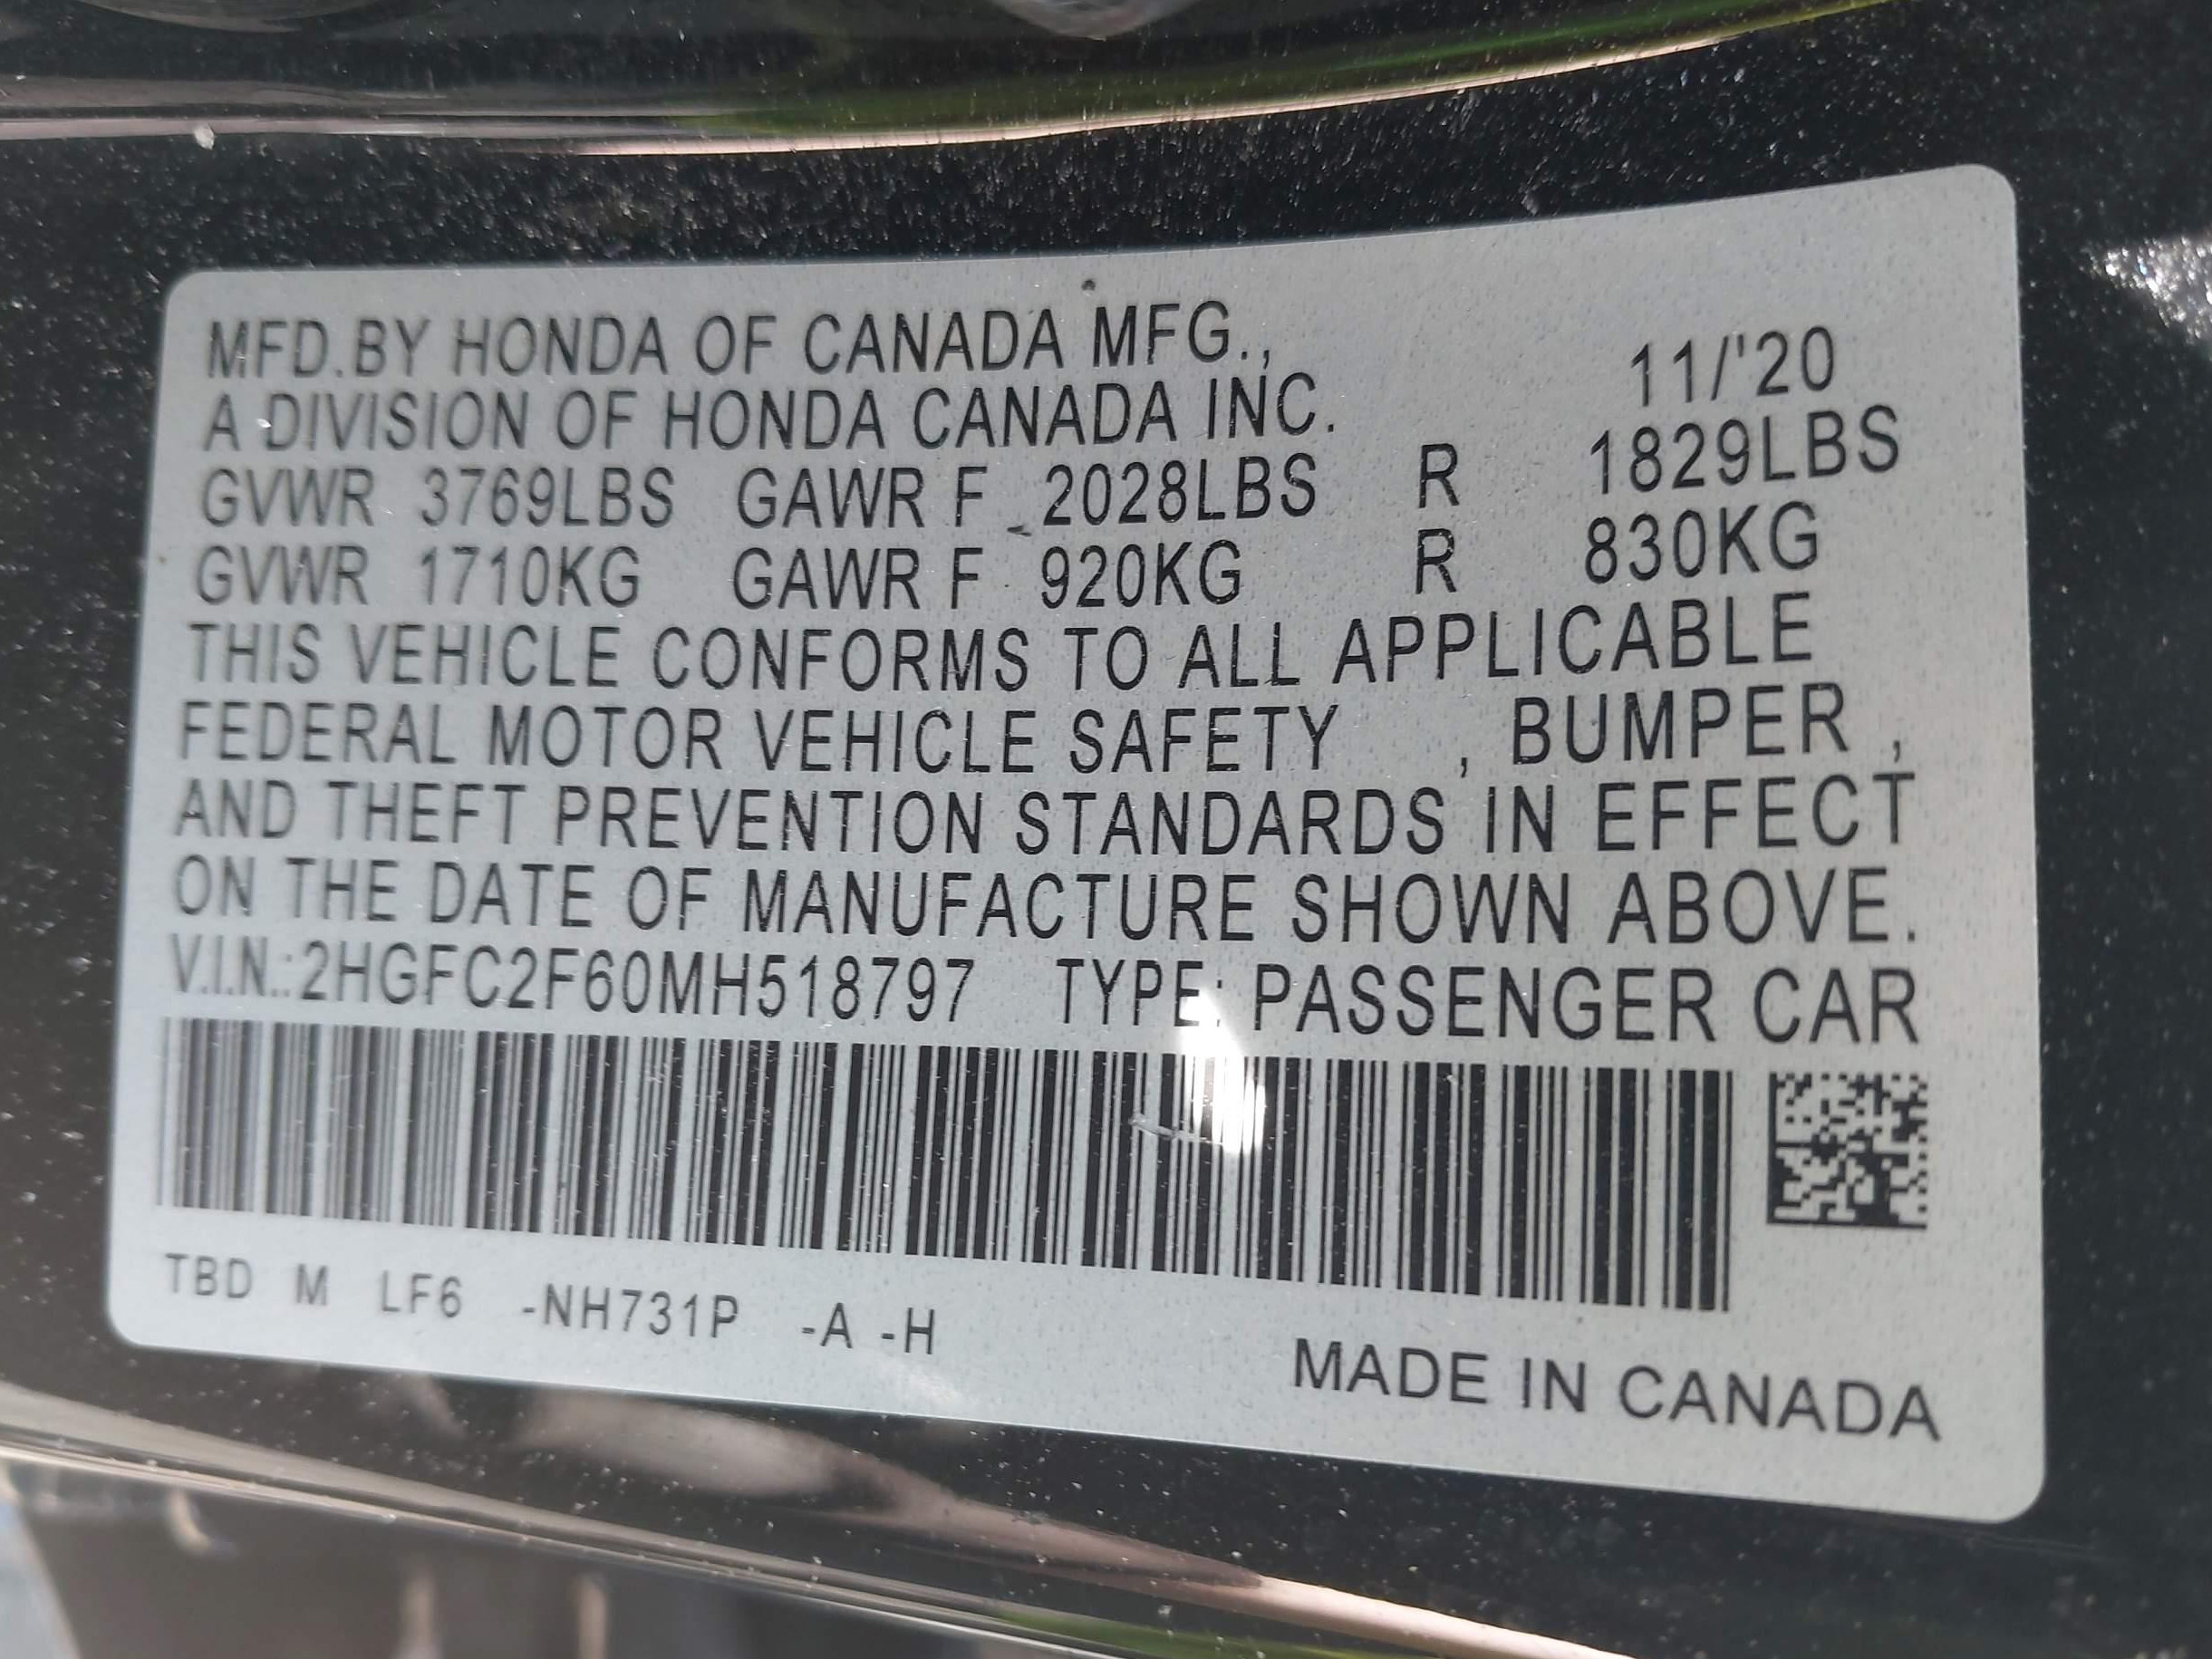 MFD.BY HONDA OF CANADA MFG.,
A DIVISION OF HONDA CANADA INC. 11/'20
GVWR 3769LBS GAWR F 2028LBS R 1829LBS
GVWR 1710KG GAWR F 920KG R 830KG
THIS VEHICLE CONFORMS TO ALL APPLICABLE
FEDERAL MOTOR VEHICLE SAFETY , BUMPER ,
AND THEFT PREVENTION STANDARDS IN EFFECT
ON THE DATE OF MANUFACTURE SHOWN ABOVE.
V.I.N.:2HGFC2F60MH518797 TYPE: PASSENGER CAR
TBD M LF6 -NH731P -A -H
MADE IN CANADA